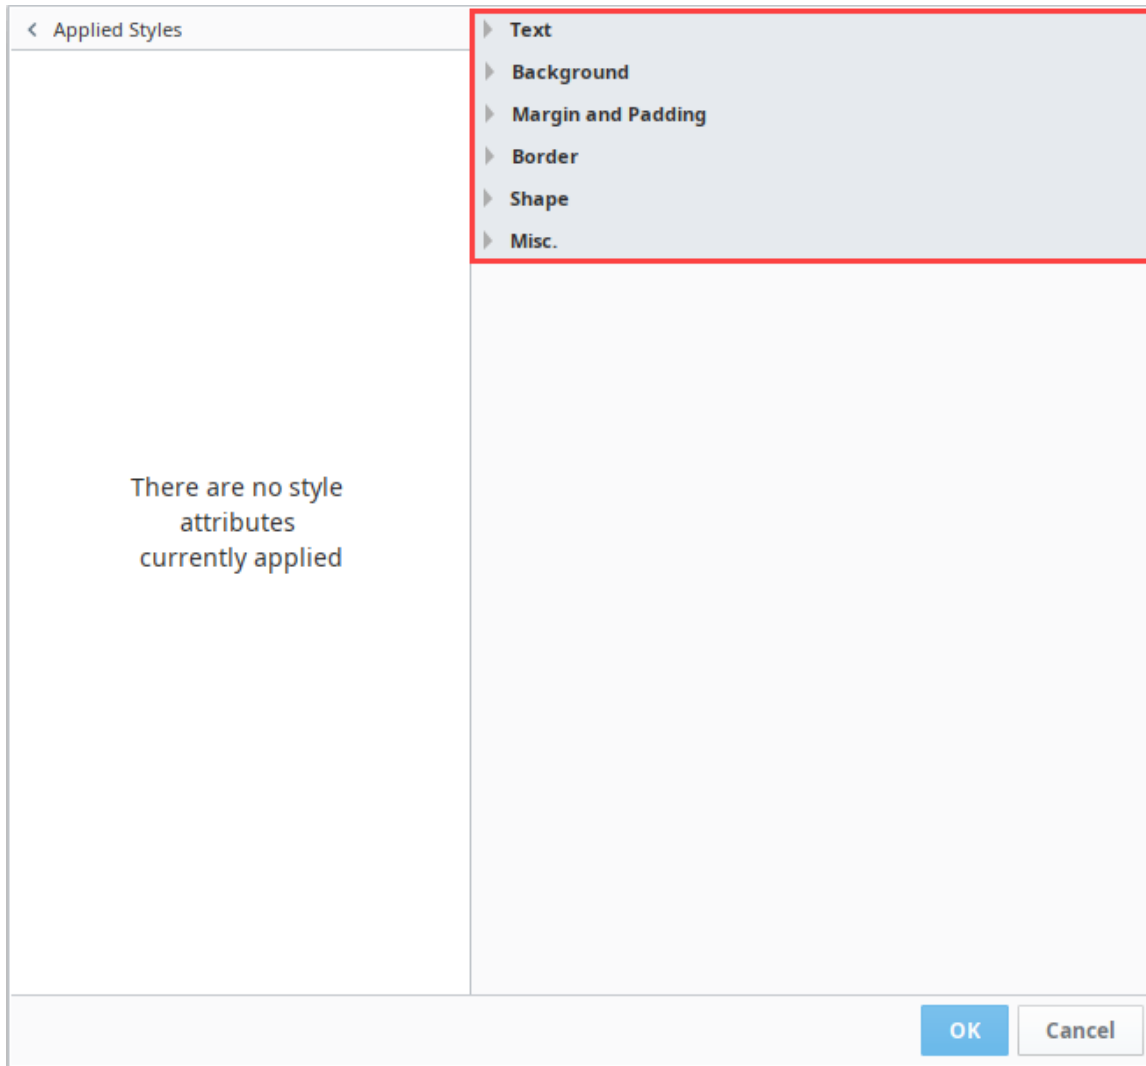 Applied Styles
Text
Background
Margin and Padding
Border
Shape
Misc.
There are no style
attributes
currently applied
OK
Cancel